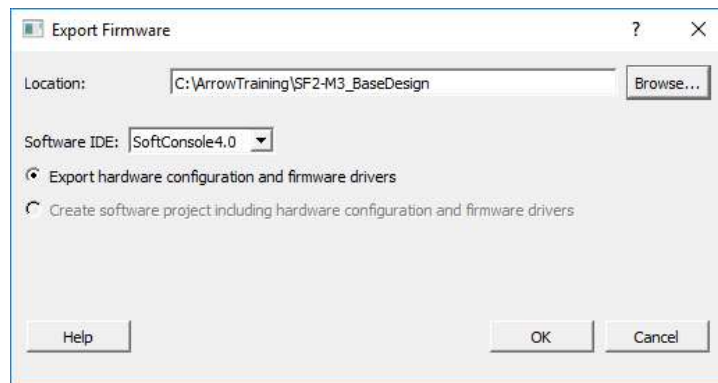 Export Firmware ?
Location: C:\ArrowTraining\SF2-M3_BaseDesign Browse...
Software IDE: SoftConsole4.0
Export hardware configuration and firmware drivers
Create software project including hardware configuration and firmware drivers
Help OK Cancel